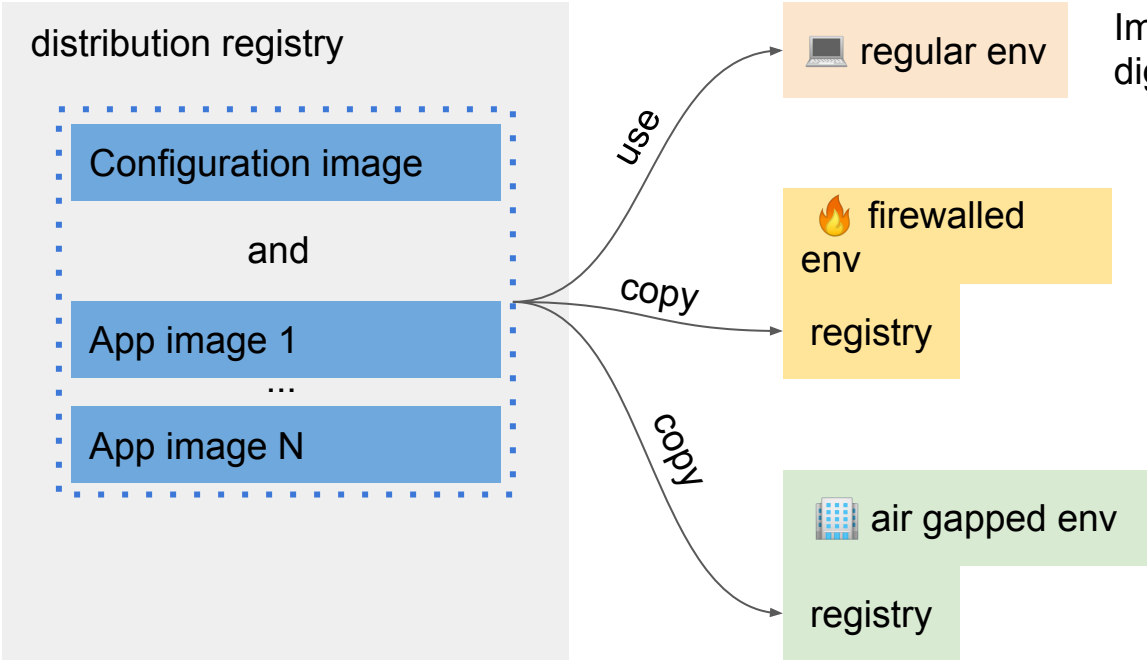 distribution registry
Configuration image
and
App image 1
...
App image N
use
copy
copy
regular env
firewalled
env
registry
air gapped env
registry